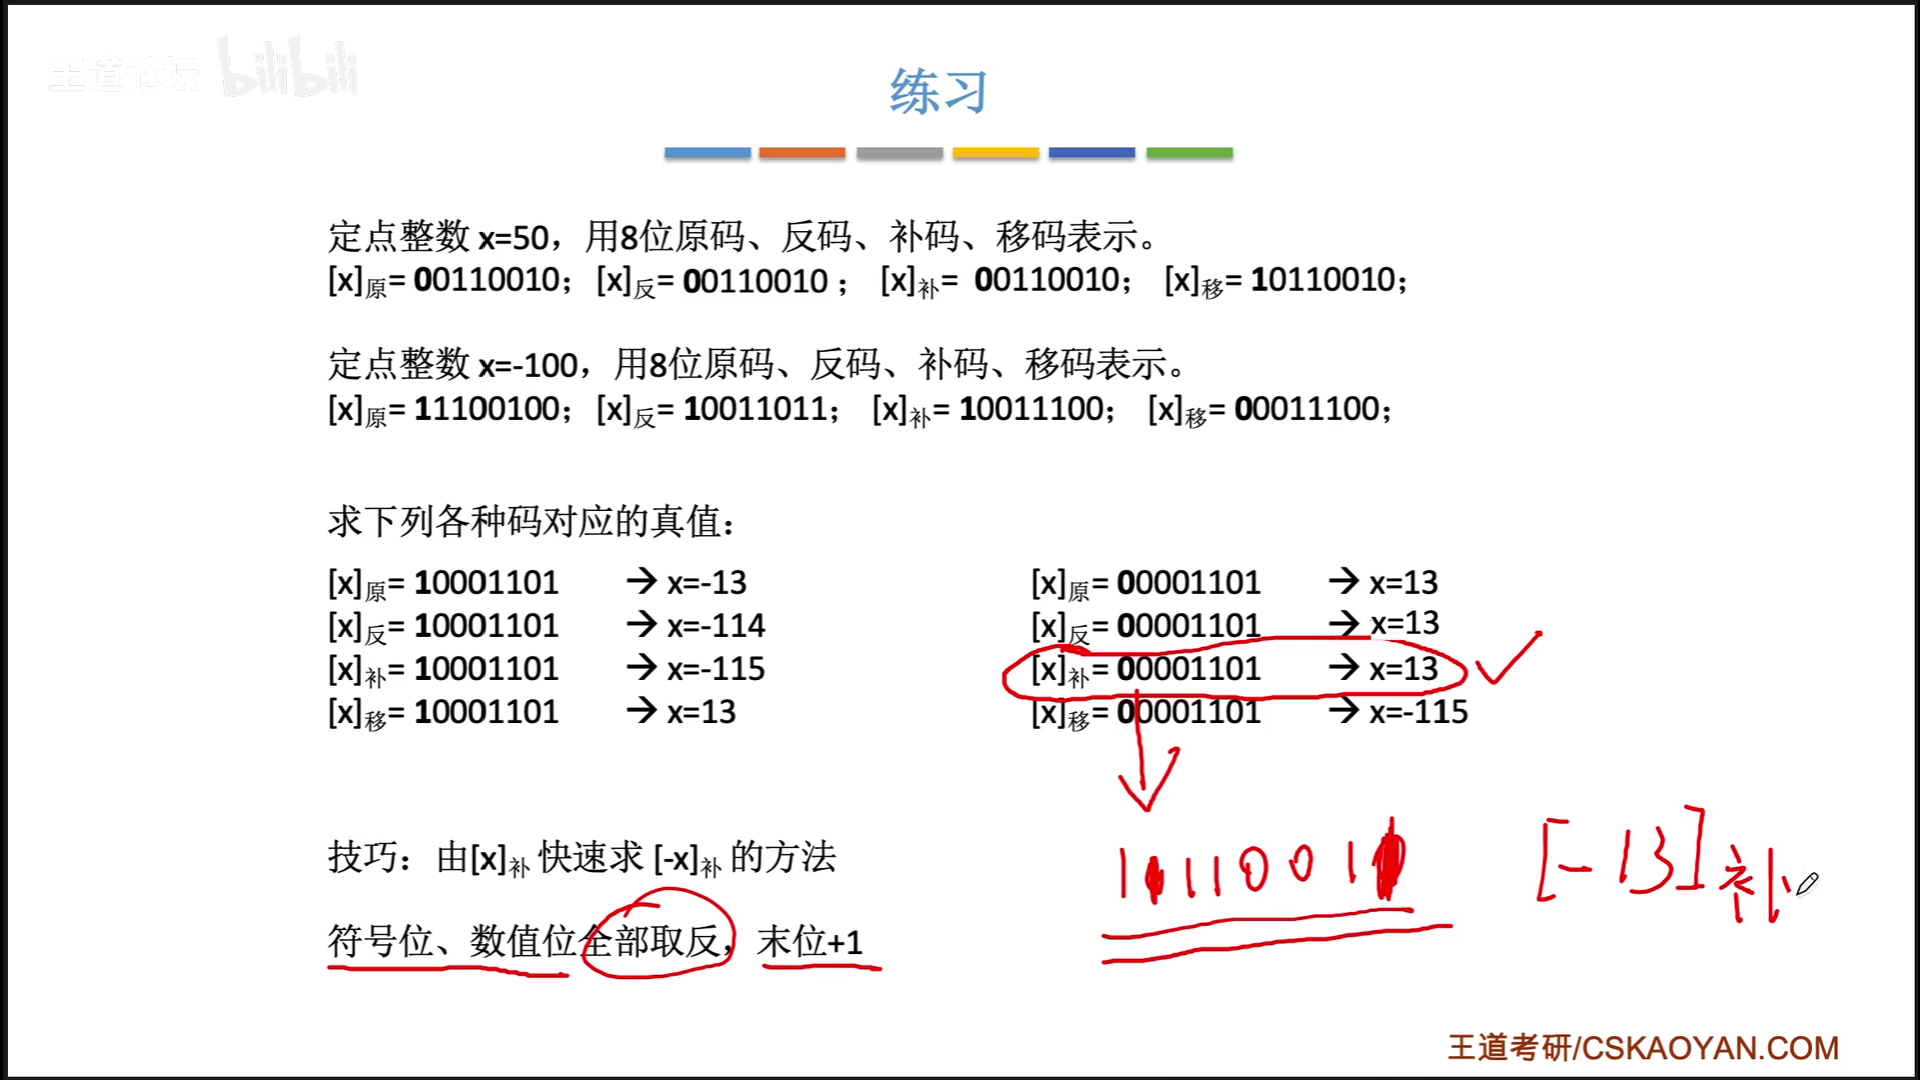 王道论坛 bilibili
练习
定点整数 x=50，用8位原码、反码、补码、移码表示。
[x]原= 00110010；[x]反= 00110010 ； [x]补= 00110010； [x]移= 10110010；
定点整数 x=-100，用8位原码、反码、补码、移码表示。
[x]原= 11100100；[x]反= 10011011； [x]补= 10011100； [x]移= 00011100；
求下列各种码对应的真值：
[x]原= 10001101 → x=-13 [x]原= 00001101 → x=13
[x]反= 10001101 → x=-114 [x]反= 00001101 → x=13
[x]补= 10001101 → x=-115 [x]补= 00001101 → x=13
[x]移= 10001101 → x=13 [x]移= 00001101 → x=-115
技巧：由[x]补 快速求 [-x]补 的方法
[-13]补
符号位、数值位全部取反，末位+1
王道考研/CSKAOYAN.COM